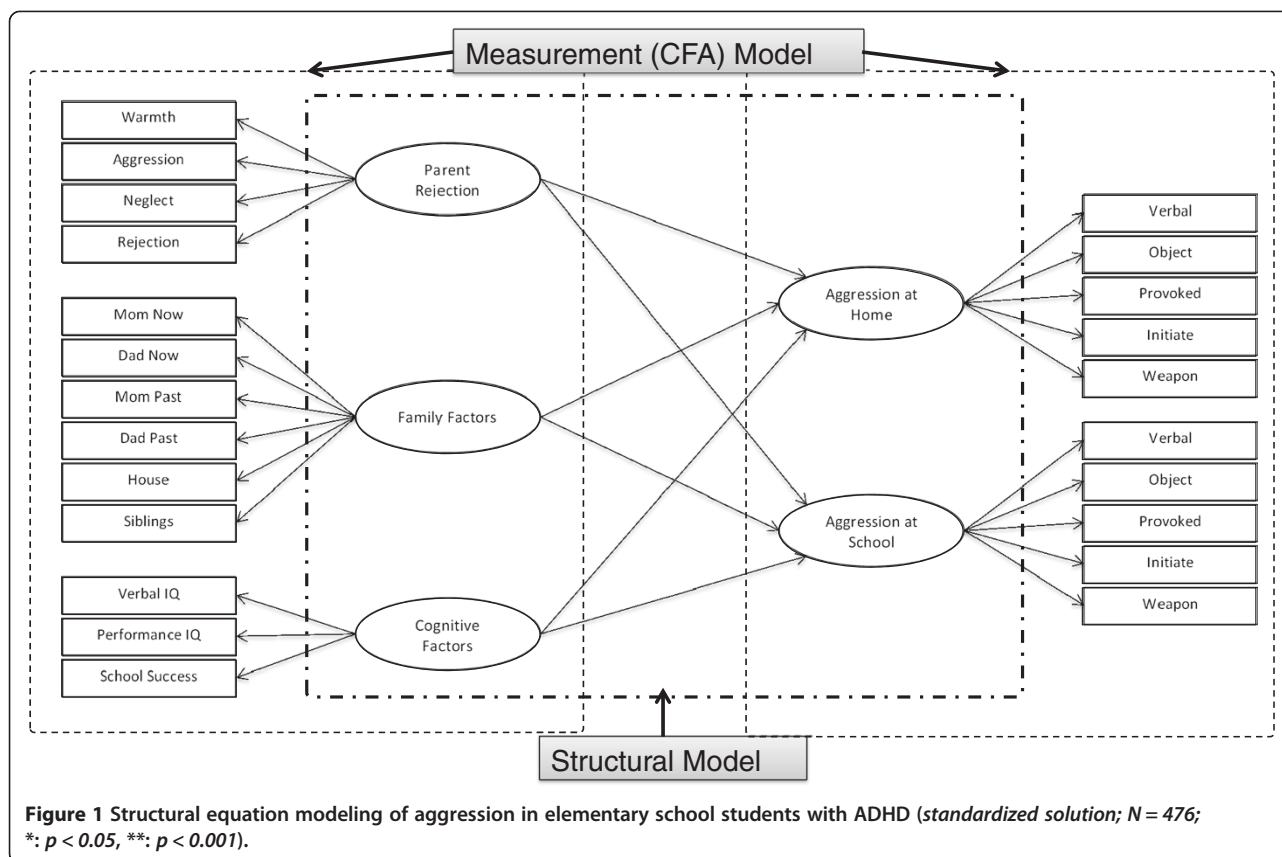 Measurement (CFA) Model
Warmth
Aggression
Neglect
Rejection
Parent
Rejection
Mom Now
Dad Now
Mom Past
Dad Past
House
Siblings
Family Factors
Verbal IQ
Performance IQ
School Success
Cognitive
Factors
Aggression at
Home
Verbal
Object
Provoked
Initiate
Weapon
Aggression at
School
Verbal
Object
Provoked
Initiate
Weapon
Structural Model
Figure 1 Structural equation modeling of aggression in elementary school students with ADHD (standardized solution; N = 476;
*: p < 0.05, **: p < 0.001).